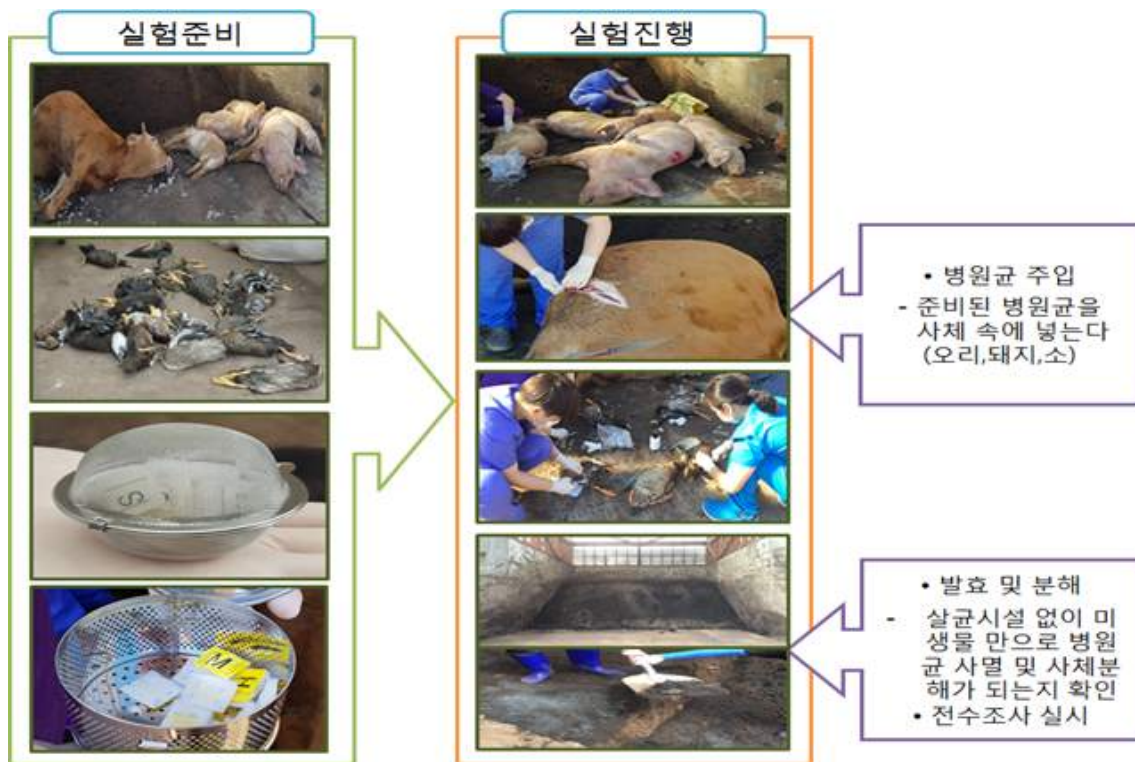 실험준비
실험진행
• 병원균 주입
- 준비된 병원균을
사체 속에 넣는다
(오리,돼지,소)
• 발효 및 분해
- 살균시설 없이 미
생물 만으로 병원
균 사멸 및 사체분
해가 되는지 확인
• 전수조사 실시
S
M